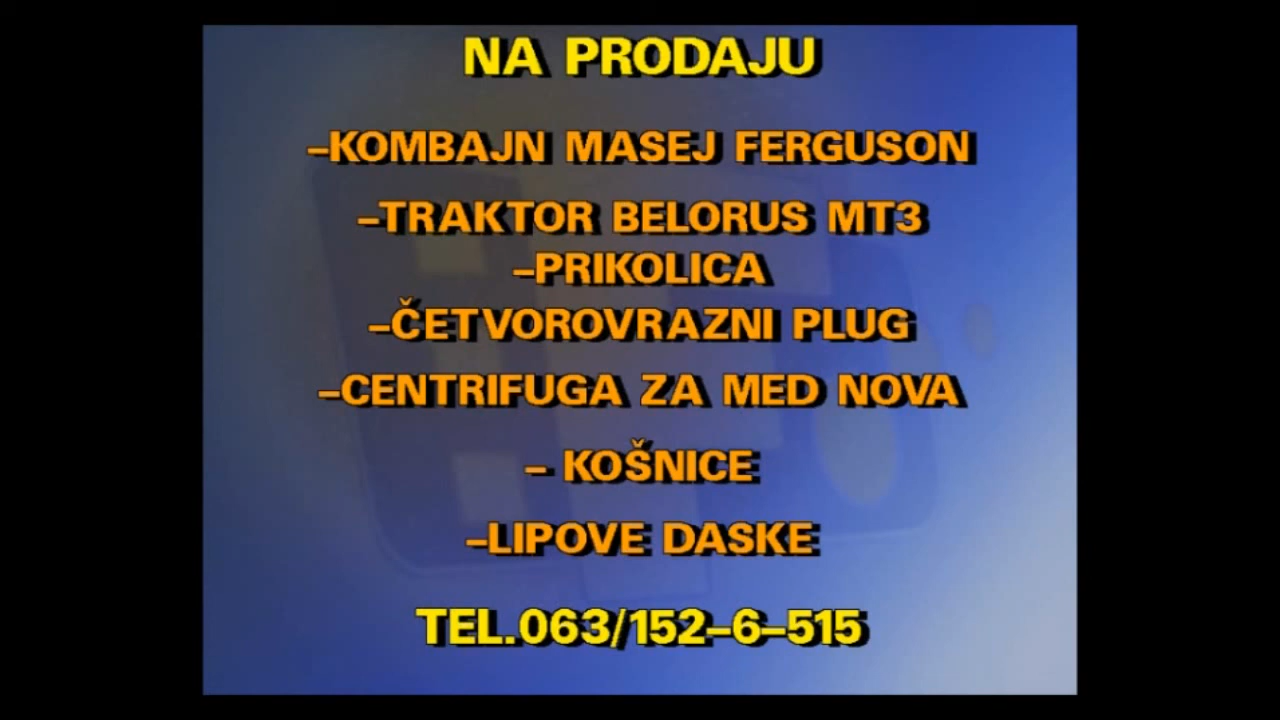 NA PRODAJU
-KOMBAJN MASEJ FERGUSON
-TRAKTOR BELORUS MT3
-PRIKOLICA
-ČETVOROVRAZNI PLUG
-CENTRIFUGA ZA MED NOVA
- KOŠNICE
-LIPOVE DASKE
TEL.063/152-6-515